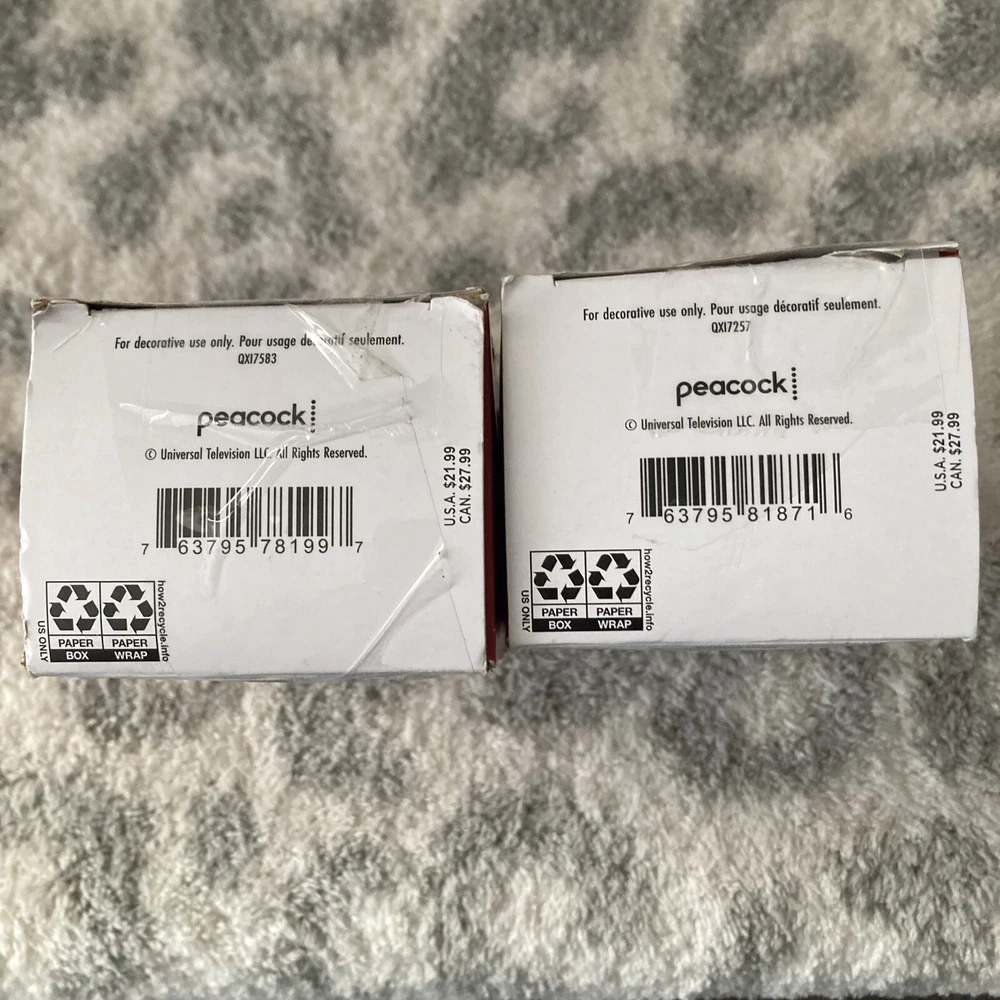 For decorative use only. Pour usage décoratif seulement.
QXI7583
peacock
© Universal Television LLC. All Rights Reserved.
U.S.A. $21.99
CAN. $27.99
7 63795 78199 7
US ONLY
PAPER
BOX
PAPER
WRAP
how2recycle.info
For decorative use only. Pour usage décoratif seulement.
QXI7257
peacock
© Universal Television LLC. All Rights Reserved.
U.S.A. $21.99
CAN. $27.99
7 63795 81871 6
US ONLY
PAPER
BOX
PAPER
WRAP
how2recycle.info